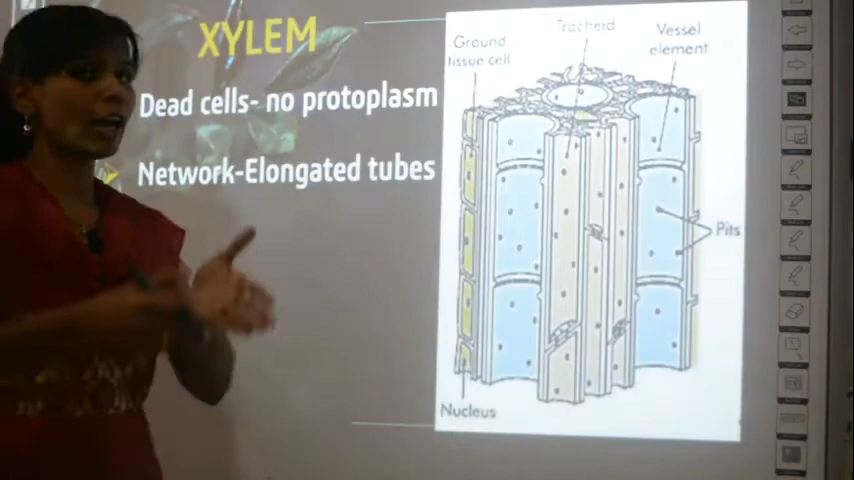 XYLEM
Dead cells- no protoplasm
Network-Elongated tubes
Ground
tissue cell
Tracheid
Vessel
element
Pits
Nucleus